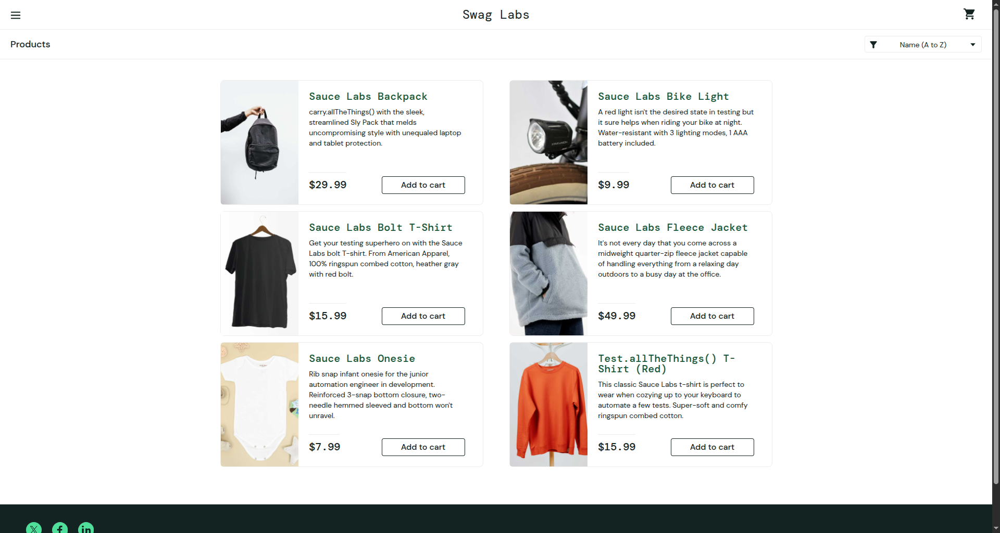 Swag Labs
Products
Name (A to Z)
Sauce Labs Backpack
carry.allTheThings() with the sleek,
streamlined Sly Pack that melds
uncompromising style with unequaled laptop
and tablet protection.
$29.99
Add to cart
Sauce Labs Bike Light
A red light isn't the desired state in testing but
it sure helps when riding your bike at night.
Water-resistant with 3 lighting modes, 1 AAA
battery included.
$9.99
Add to cart
Sauce Labs Bolt T-Shirt
Get your testing superhero on with the Sauce
Labs bolt T-shirt. From American Apparel,
100% ringspun combed cotton, heather gray
with red bolt.
$15.99
Add to cart
Sauce Labs Fleece Jacket
It's not every day that you come across a
midweight quarter-zip fleece jacket capable
of handling everything from a relaxing day
outdoors to a busy day at the office.
$49.99
Add to cart
Sauce Labs Onesie
Rib snap infant onesie for the junior
automation engineer in development.
Reinforced 3-snap bottom closure, two-
needle hemmed sleeved and bottom won't
unravel.
$7.99
Add to cart
Test.allTheThings() T-
Shirt (Red)
This classic Sauce Labs t-shirt is perfect to
wear when cozying up to your keyboard to
automate a few tests. Super-soft and comfy
ringspun combed cotton.
$15.99
Add to cart